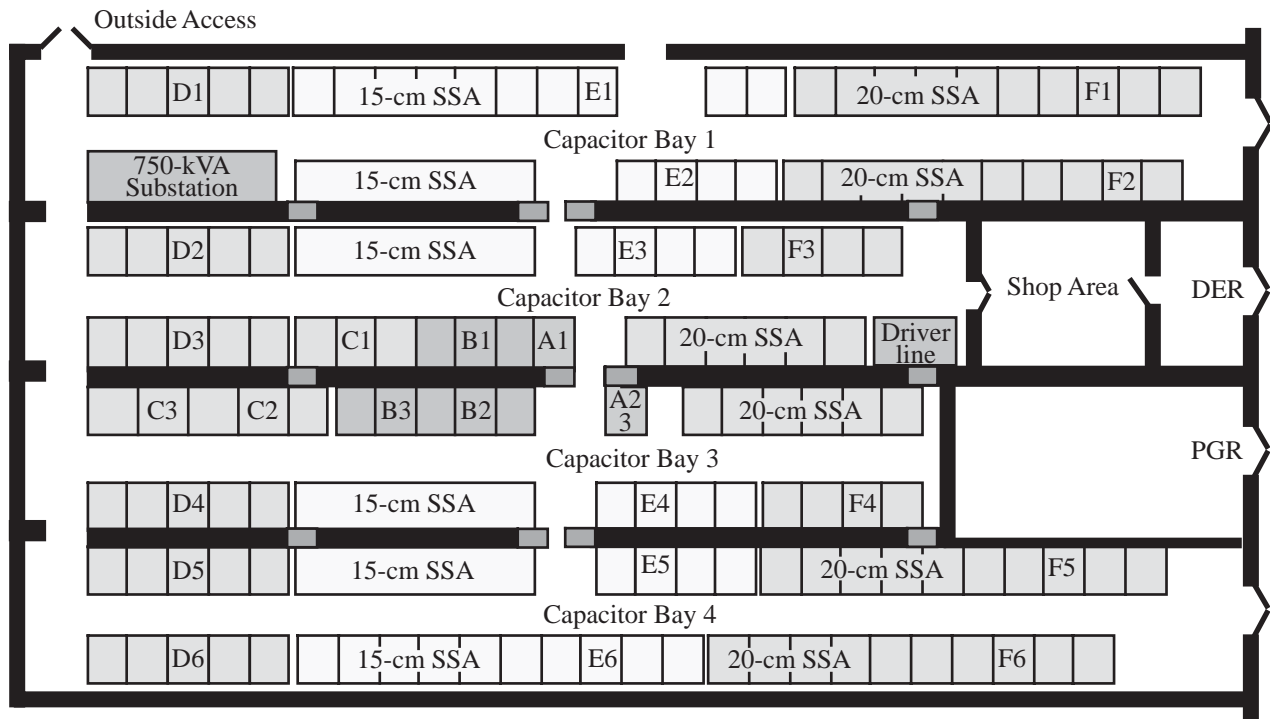 Outside Access
D1
15-cm SSA
E1
20-cm SSA
F1
Capacitor Bay 1
750-kVA
Substation
15-cm SSA
E2
20-cm SSA
F2
D2
15-cm SSA
E3
F3
Shop Area
DER
Capacitor Bay 2
D3
C1
B1
A1
20-cm SSA
Driver
line
C3
C2
B3
B2
A2
3
20-cm SSA
PGR
Capacitor Bay 3
D4
15-cm SSA
E4
F4
D5
15-cm SSA
E5
20-cm SSA
F5
Capacitor Bay 4
D6
15-cm SSA
E6
20-cm SSA
F6